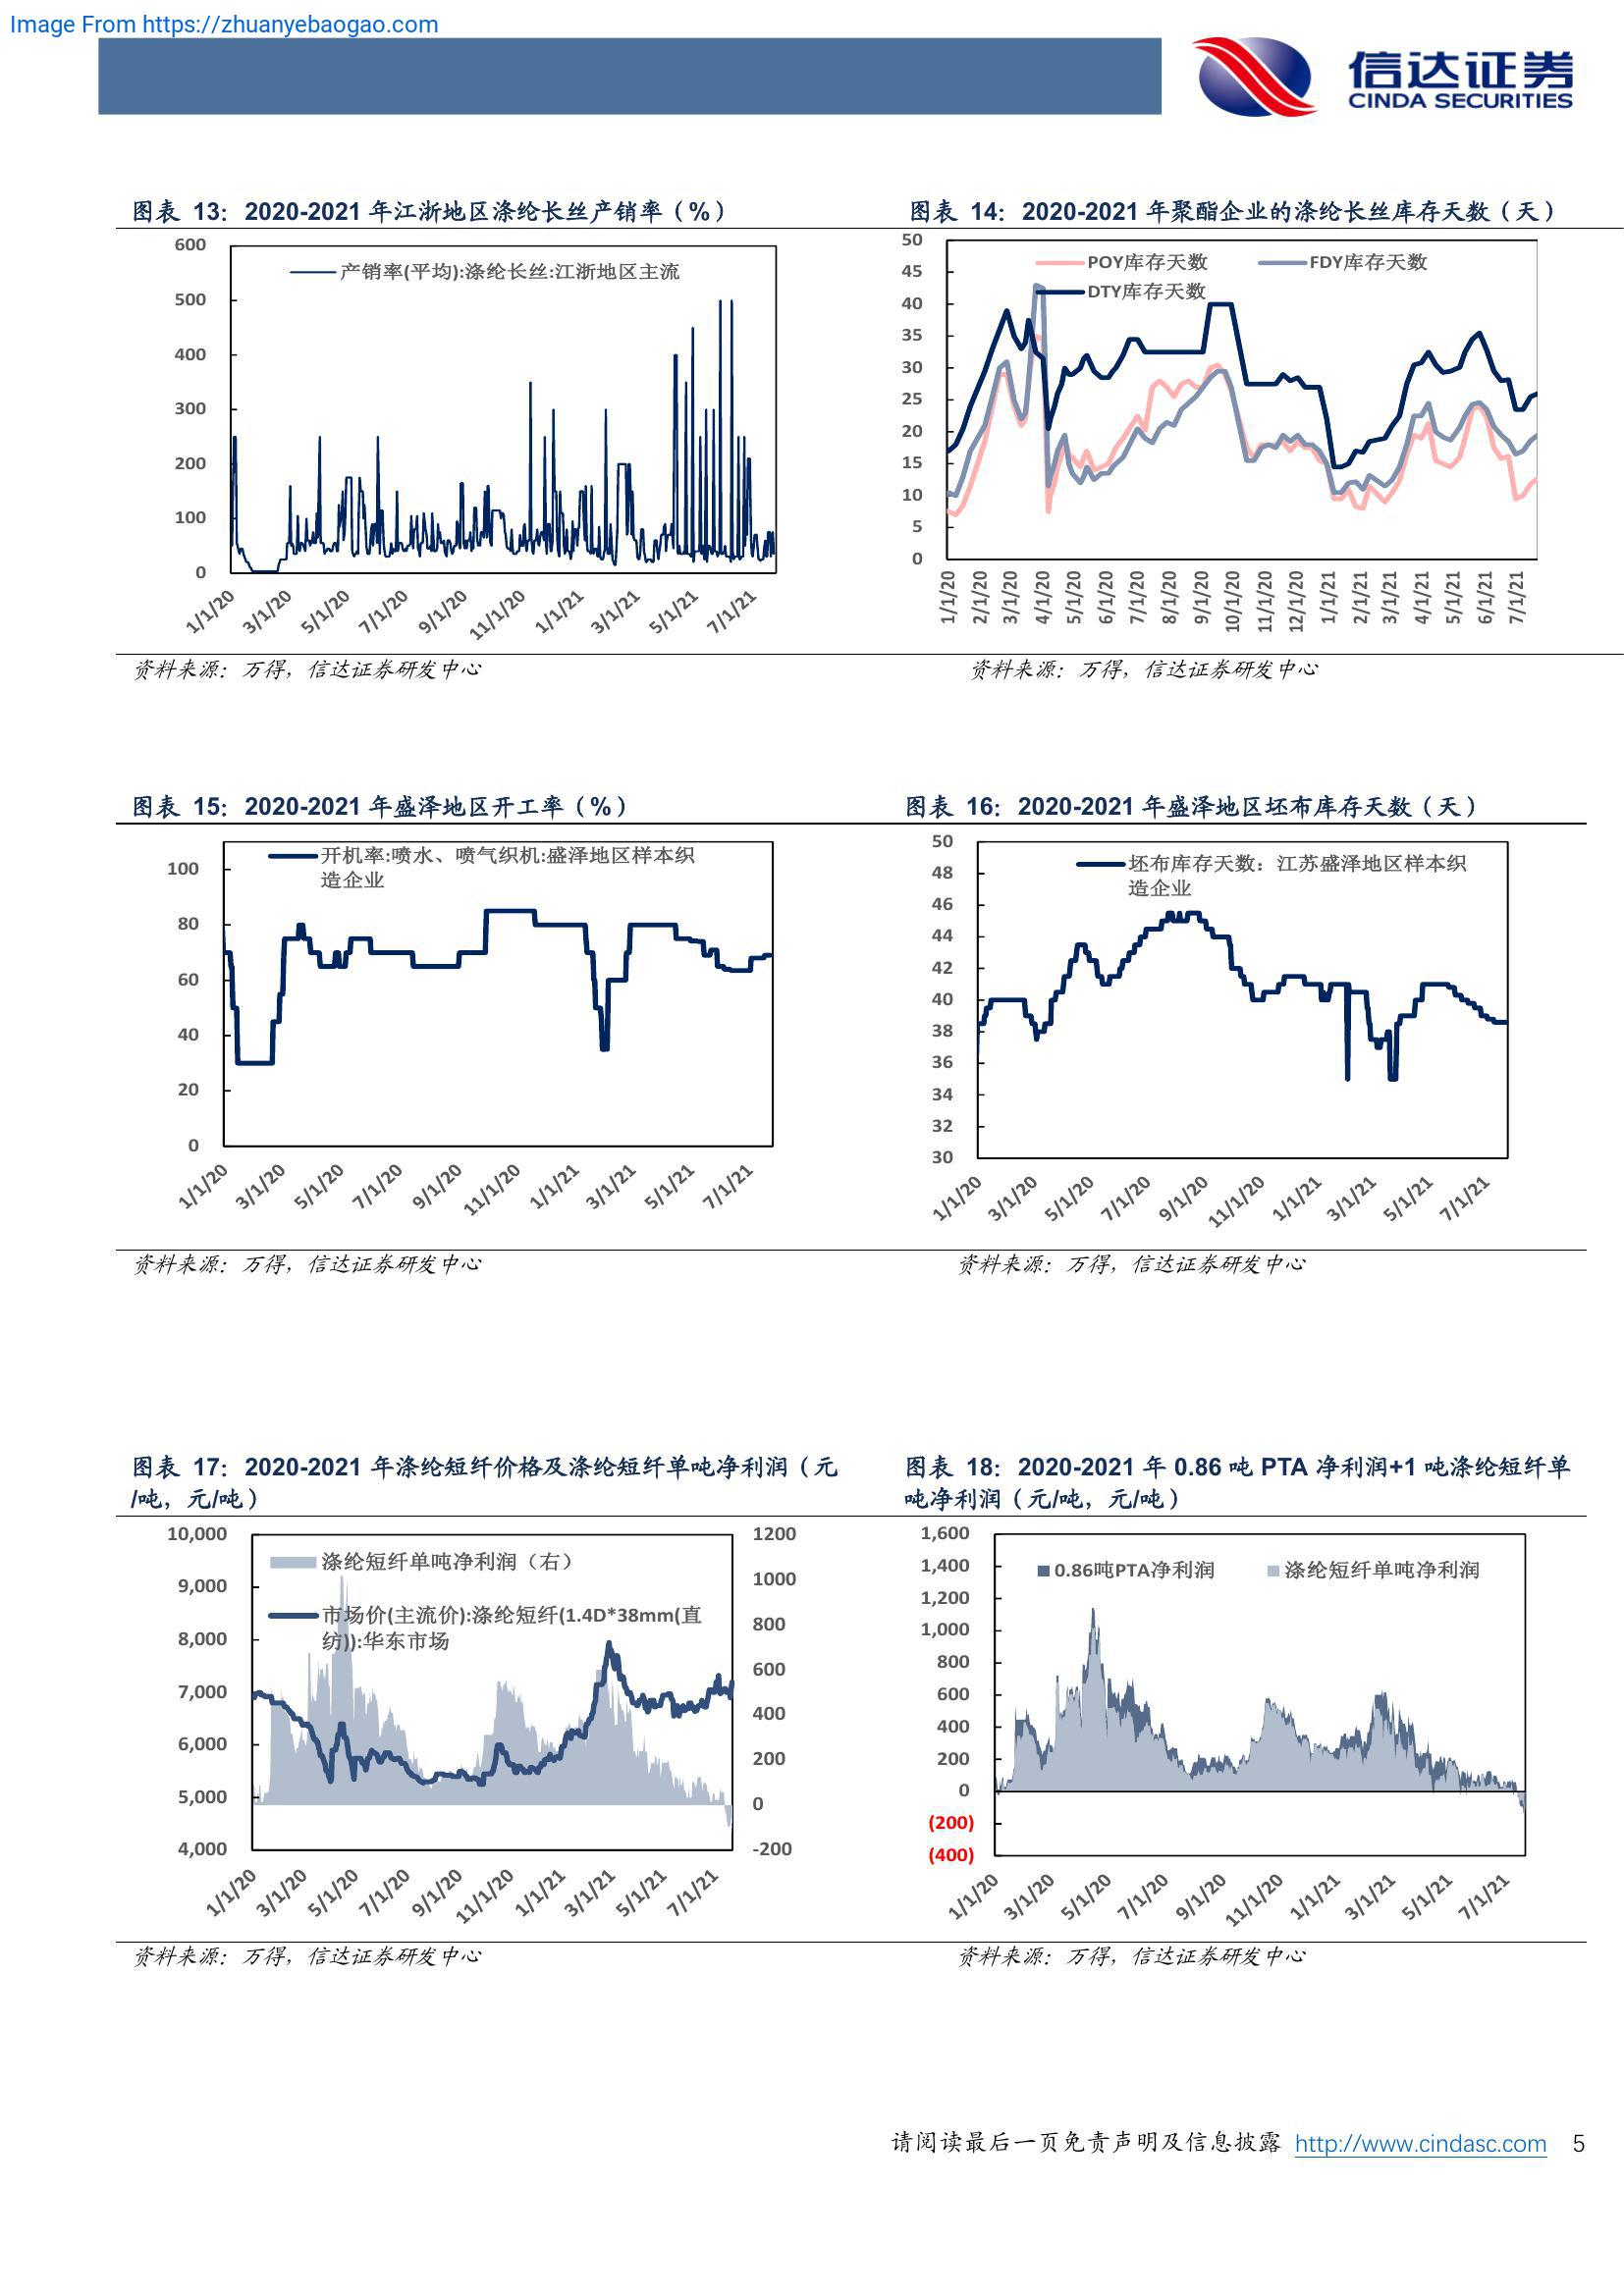 Image From https://zhuanyebaogao.com
信达证券
CINDA SECURITIES
图表 13：2020-2021 年江浙地区涤纶长丝产销率（%）
600
500
400
300
200
100
0
产销率(平均):涤纶长丝:江浙地区主流
1/1/20 3/1/20 5/1/20 7/1/20 9/1/20 11/1/20 1/1/21 3/1/21 5/1/21 7/1/21
资料来源：万得，信达证券研发中心
图表 14：2020-2021 年聚酯企业的涤纶长丝库存天数（天）
50
45
40
35
30
25
20
15
10
5
0
POY库存天数 FDY库存天数
DTY库存天数
1/1/20 2/1/20 3/1/20 4/1/20 5/1/20 6/1/20 7/1/20 8/1/20 9/1/20 10/1/20 11/1/20 12/1/20 1/1/21 2/1/21 3/1/21 4/1/21 5/1/21 6/1/21 7/1/21
资料来源：万得，信达证券研发中心
图表 15：2020-2021 年盛泽地区开工率（%）
100
80
60
40
20
0
开机率:喷水、喷气织机:盛泽地区样本织
造企业
1/1/20 3/1/20 5/1/20 7/1/20 9/1/20 11/1/20 1/1/21 3/1/21 5/1/21 7/1/21
资料来源：万得，信达证券研发中心
图表 16：2020-2021 年盛泽地区坯布库存天数（天）
50
48
46
44
42
40
38
36
34
32
30
坯布库存天数：江苏盛泽地区样本织
造企业
1/1/20 3/1/20 5/1/20 7/1/20 9/1/20 11/1/20 1/1/21 3/1/21 5/1/21 7/1/21
资料来源：万得，信达证券研发中心
图表 17：2020-2021 年涤纶短纤价格及涤纶短纤单吨净利润（元
/吨，元/吨）
10,000
9,000
8,000
7,000
6,000
5,000
4,000
涤纶短纤单吨净利润（右）
市场价(主流价):涤纶短纤(1.4D*38mm(直
纺)):华东市场
1200
1000
800
600
400
200
0
-200
1/1/20 3/1/20 5/1/20 7/1/20 9/1/20 11/1/20 1/1/21 3/1/21 5/1/21 7/1/21
资料来源：万得，信达证券研发中心
图表 18：2020-2021 年 0.86 吨 PTA 净利润+1 吨涤纶短纤单
吨净利润（元/吨，元/吨）
1,600
1,400
1,200
1,000
800
600
400
200
0
(200)
(400)
0.86吨PTA净利润 涤纶短纤单吨净利润
1/1/20 3/1/20 5/1/20 7/1/20 9/1/20 11/1/20 1/1/21 3/1/21 5/1/21 7/1/21
资料来源：万得，信达证券研发中心
请阅读最后一页免责声明及信息披露 http://www.cindasc.com 5